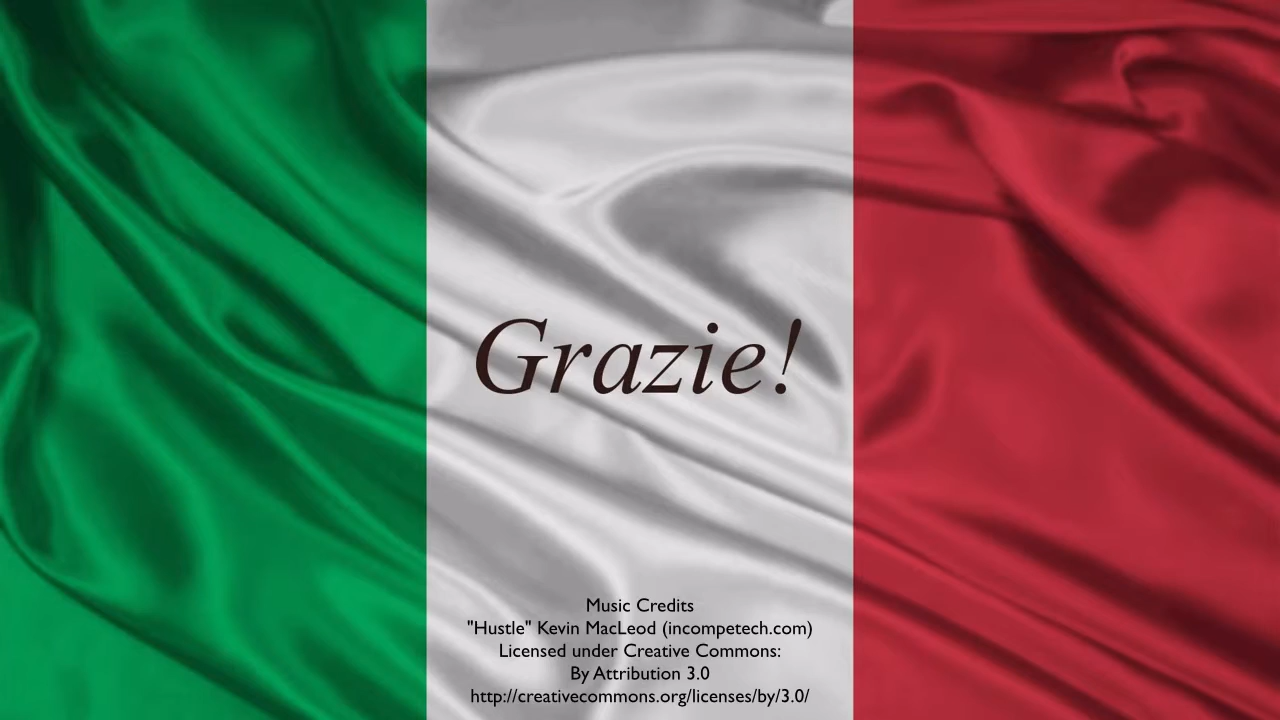 Grazie!
Music Credits
"Hustle" Kevin MacLeod (incompetech.com)
Licensed under Creative Commons:
By Attribution 3.0
http://creativecommons.org/licenses/by/3.0/